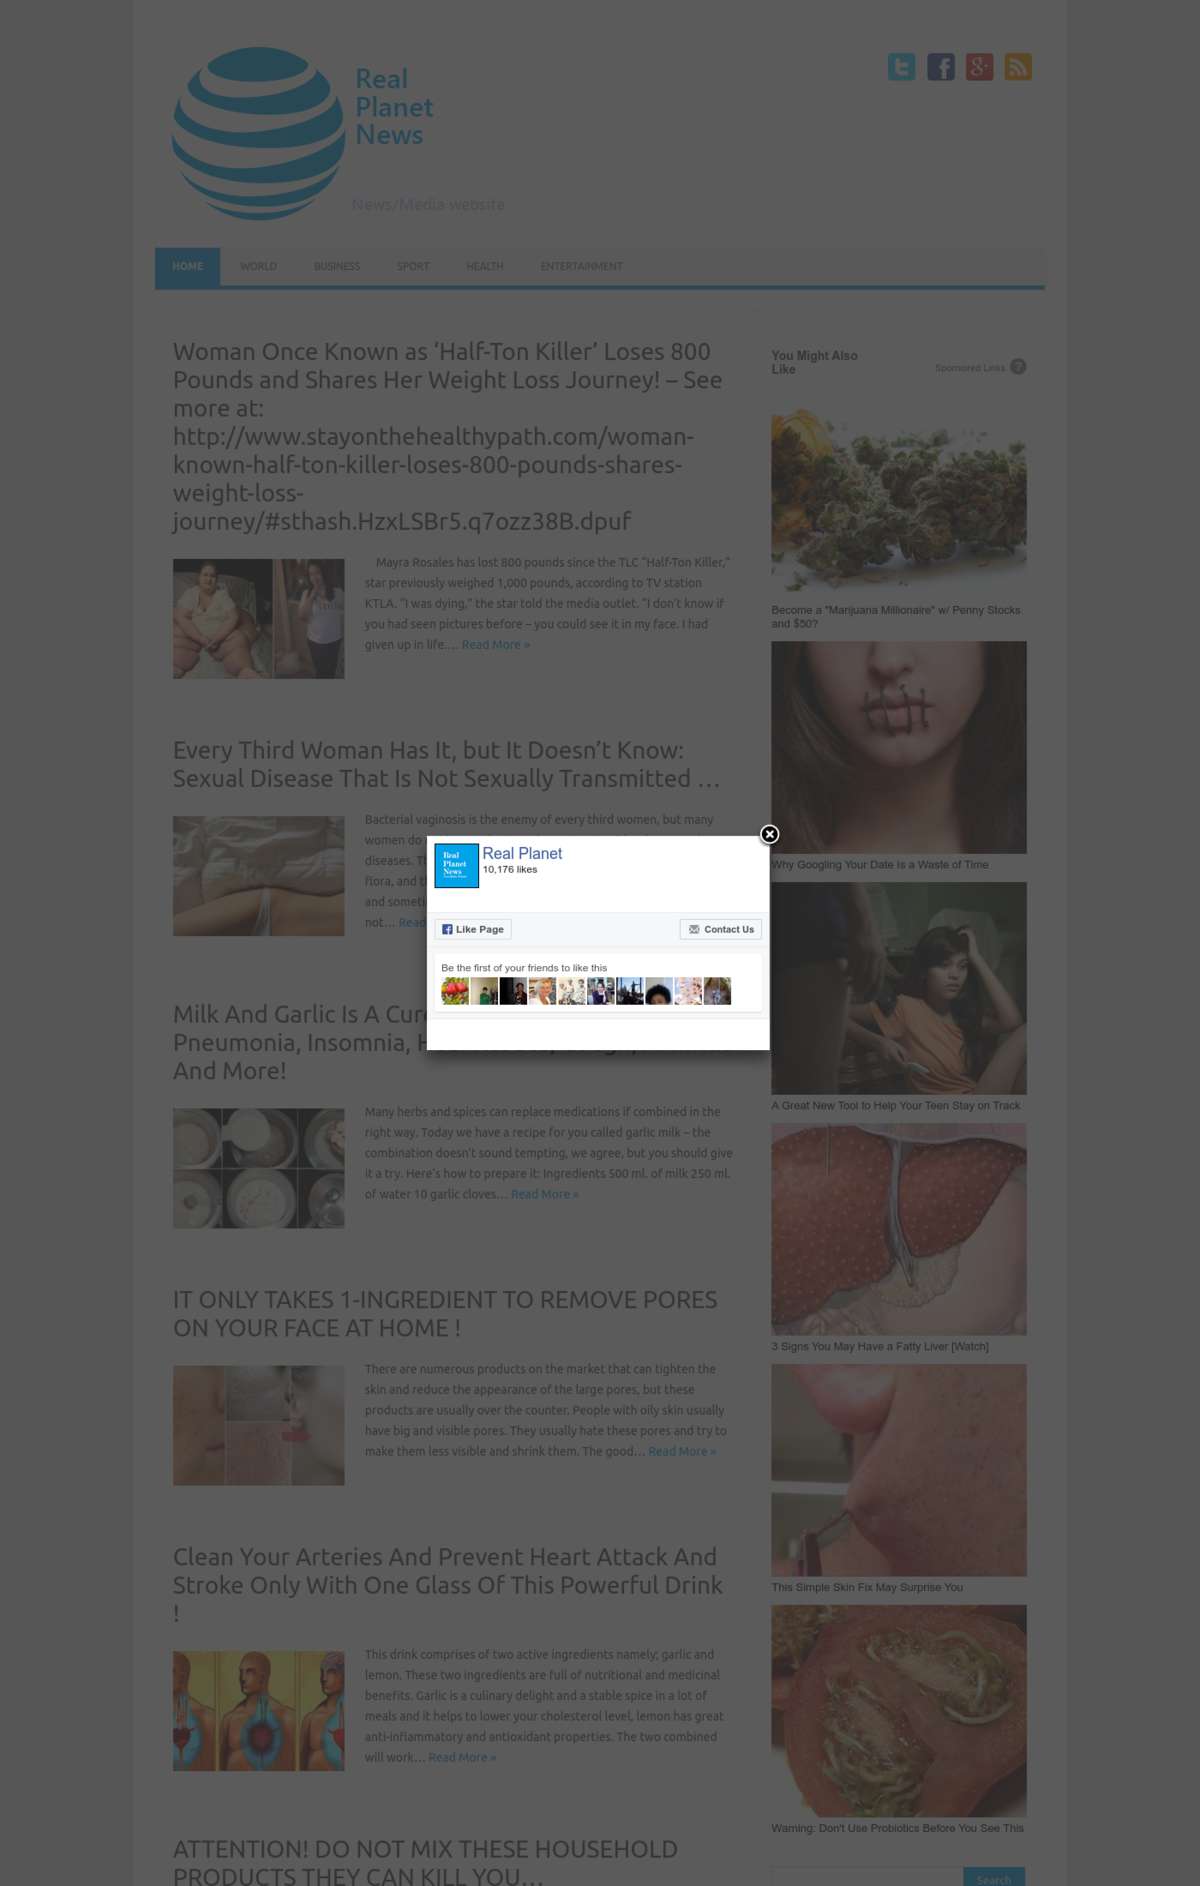 Real
Planet
News
News/Media website
HOME
WORLD
BUSINESS
SPORT
HEALTH
ENTERTAINMENT
Woman Once Known as ‘Half-Ton Killer’ Loses 800
Pounds and Shares Her Weight Loss Journey! – See
more at:
http://www.stayonthehealthypath.com/woman-
known-half-ton-killer-loses-800-pounds-shares-
weight-loss-
journey/#sthash.HzxLSBr5.q7ozz38B.dpuf
Mayra Rosales has lost 800 pounds since the TLC “Half-Ton Killer,”
star previously weighed 1,000 pounds, according to TV station
KTLA. “I was dying,” the star told the media outlet. “I don’t know if
you had seen pictures before – you could see it in my face. I had
given up in life.… Read More »
Every Third Woman Has It, but It Doesn’t Know:
Sexual Disease That Is Not Sexually Transmitted …
Bacterial vaginosis is the enemy of every third women, but many
women do
diseases. Th
flora, and th
and someti
not… Read
Milk And Garlic Is A Cure
Pneumonia, Insomnia, H
And More!
Many herbs and spices can replace medications if combined in the
right way. Today we have a recipe for you called garlic milk – the
combination doesn’t sound tempting, we agree, but you should give
it a try. Here’s how to prepare it: Ingredients 500 ml. of milk 250 ml.
of water 10 garlic cloves… Read More »
IT ONLY TAKES 1-INGREDIENT TO REMOVE PORES
ON YOUR FACE AT HOME !
There are numerous products on the market that can tighten the
skin and reduce the appearance of the large pores, but these
products are usually over the counter. People with oily skin usually
have big and visible pores. They usually hate these pores and try to
make them less visible and shrink them. The good… Read More »
Clean Your Arteries And Prevent Heart Attack And
Stroke Only With One Glass Of This Powerful Drink
!
This drink comprises of two active ingredients namely; garlic and
lemon. These two ingredients are full of nutritional and medicinal
benefits. Garlic is a culinary delight and a stable spice in a lot of
meals and it helps to lower your cholesterol level, lemon has great
anti-inflammatory and antioxidant properties. The two combined
will work… Read More »
ATTENTION! DO NOT MIX THESE HOUSEHOLD
PRODUCTS THEY CAN KILL YOU…
Real Planet
10,176 likes
Real
Planet
News
Like Page
Contact Us
Be the first of your friends to like this
You Might Also
Like
Sponsored Links ?
Become a "Marijuana Millionaire" w/ Penny Stocks
and $50?
Why Googling Your Date is a Waste of Time
A Great New Tool to Help Your Teen Stay on Track
3 Signs You May Have a Fatty Liver [Watch]
This Simple Skin Fix May Surprise You
Warning: Don't Use Probiotics Before You See This
Search